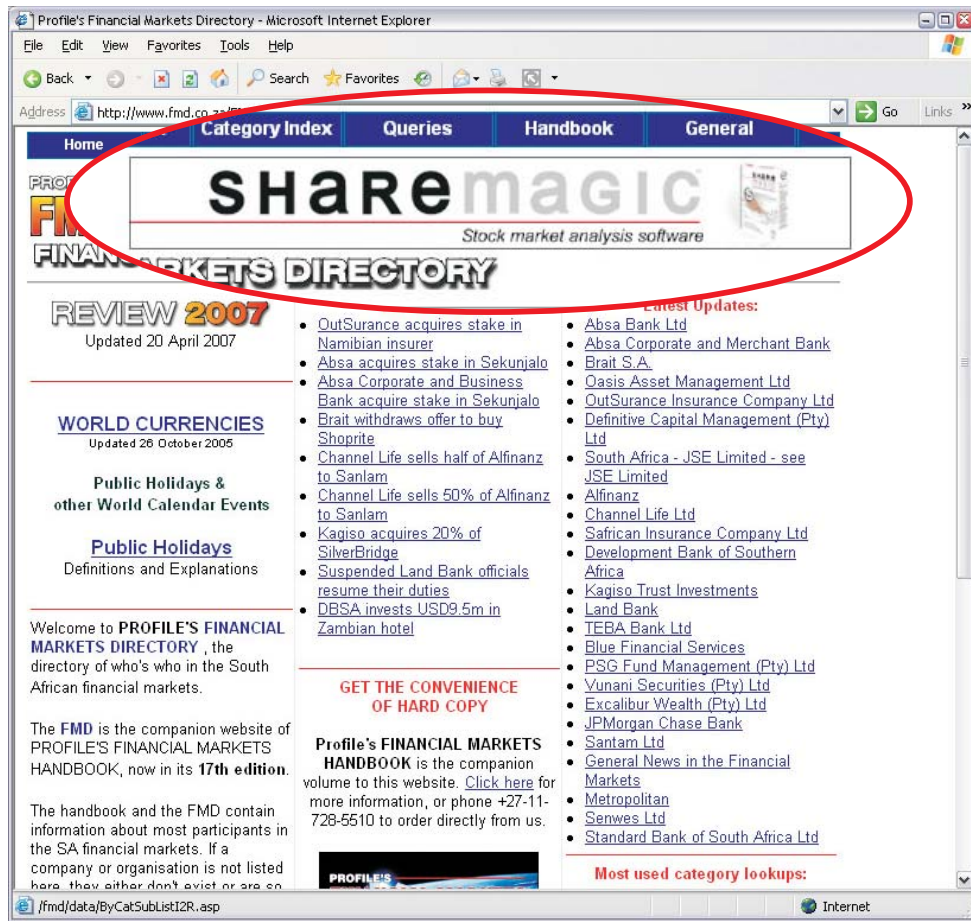 Profile's Financial Markets Directory - Microsoft Internet Explorer
File Edit View Favorites Tools Help
Back Search Favorites
Address http://www.fmd.co.za/ Go Links »
Home Category Index Queries Handbook General
SHaRemagic
Stock market analysis software
FINANC MARKETS DIRECTORY
REVIEW 2007
Updated 20 April 2007
WORLD CURRENCIES
Updated 26 October 2005
Public Holidays &
other World Calendar Events
Public Holidays
Definitions and Explanations
Welcome to PROFILE'S FINANCIAL
MARKETS DIRECTORY , the
directory of who's who in the South
African financial markets.
The FMD is the companion website of
PROFILE'S FINANCIAL MARKETS
HANDBOOK, now in its 17th edition.
The handbook and the FMD contain
information about most participants in
the SA financial markets. If a
company or organisation is not listed
here, they either don't exist or are so
• OutSurance acquires stake in
Namibian insurer
• Absa acquires stake in Sekunjalo
• Absa Corporate and Business
Bank acquire stake in Sekunjalo
• Brait withdraws offer to buy
Shoprite
• Channel Life sells half of Alfinanz
to Sanlam
• Channel Life sells 50% of Alfinanz
to Sanlam
• Kagiso acquires 20% of
SilverBridge
• Suspended Land Bank officials
resume their duties
• DBSA invests USD9.5m in
Zambian hotel
GET THE CONVENIENCE
OF HARD COPY
Profile's FINANCIAL MARKETS
HANDBOOK is the companion
volume to this website. Click here for
more information, or phone +27-11-
728-5510 to order directly from us.
PROFILE'S
Latest Updates:
• Absa Bank Ltd
• Absa Corporate and Merchant Bank
• Brait S.A.
• Oasis Asset Management Ltd
• OutSurance Insurance Company Ltd
• Definitive Capital Management (Pty)
Ltd
• South Africa - JSE Limited - see
JSE Limited
• Alfinanz
• Channel Life Ltd
• Safrican Insurance Company Ltd
• Development Bank of Southern
Africa
• Kagiso Trust Investments
• Land Bank
• TEBA Bank Ltd
• Blue Financial Services
• PSG Fund Management (Pty) Ltd
• Vunani Securities (Pty) Ltd
• Excalibur Wealth (Pty) Ltd
• JPMorgan Chase Bank
• Santam Ltd
• General News in the Financial
Markets
• Metropolitan
• Senwes Ltd
• Standard Bank of South Africa Ltd
Most used category lookups:
/fmd/data/ByCatSubListI2R.asp Internet